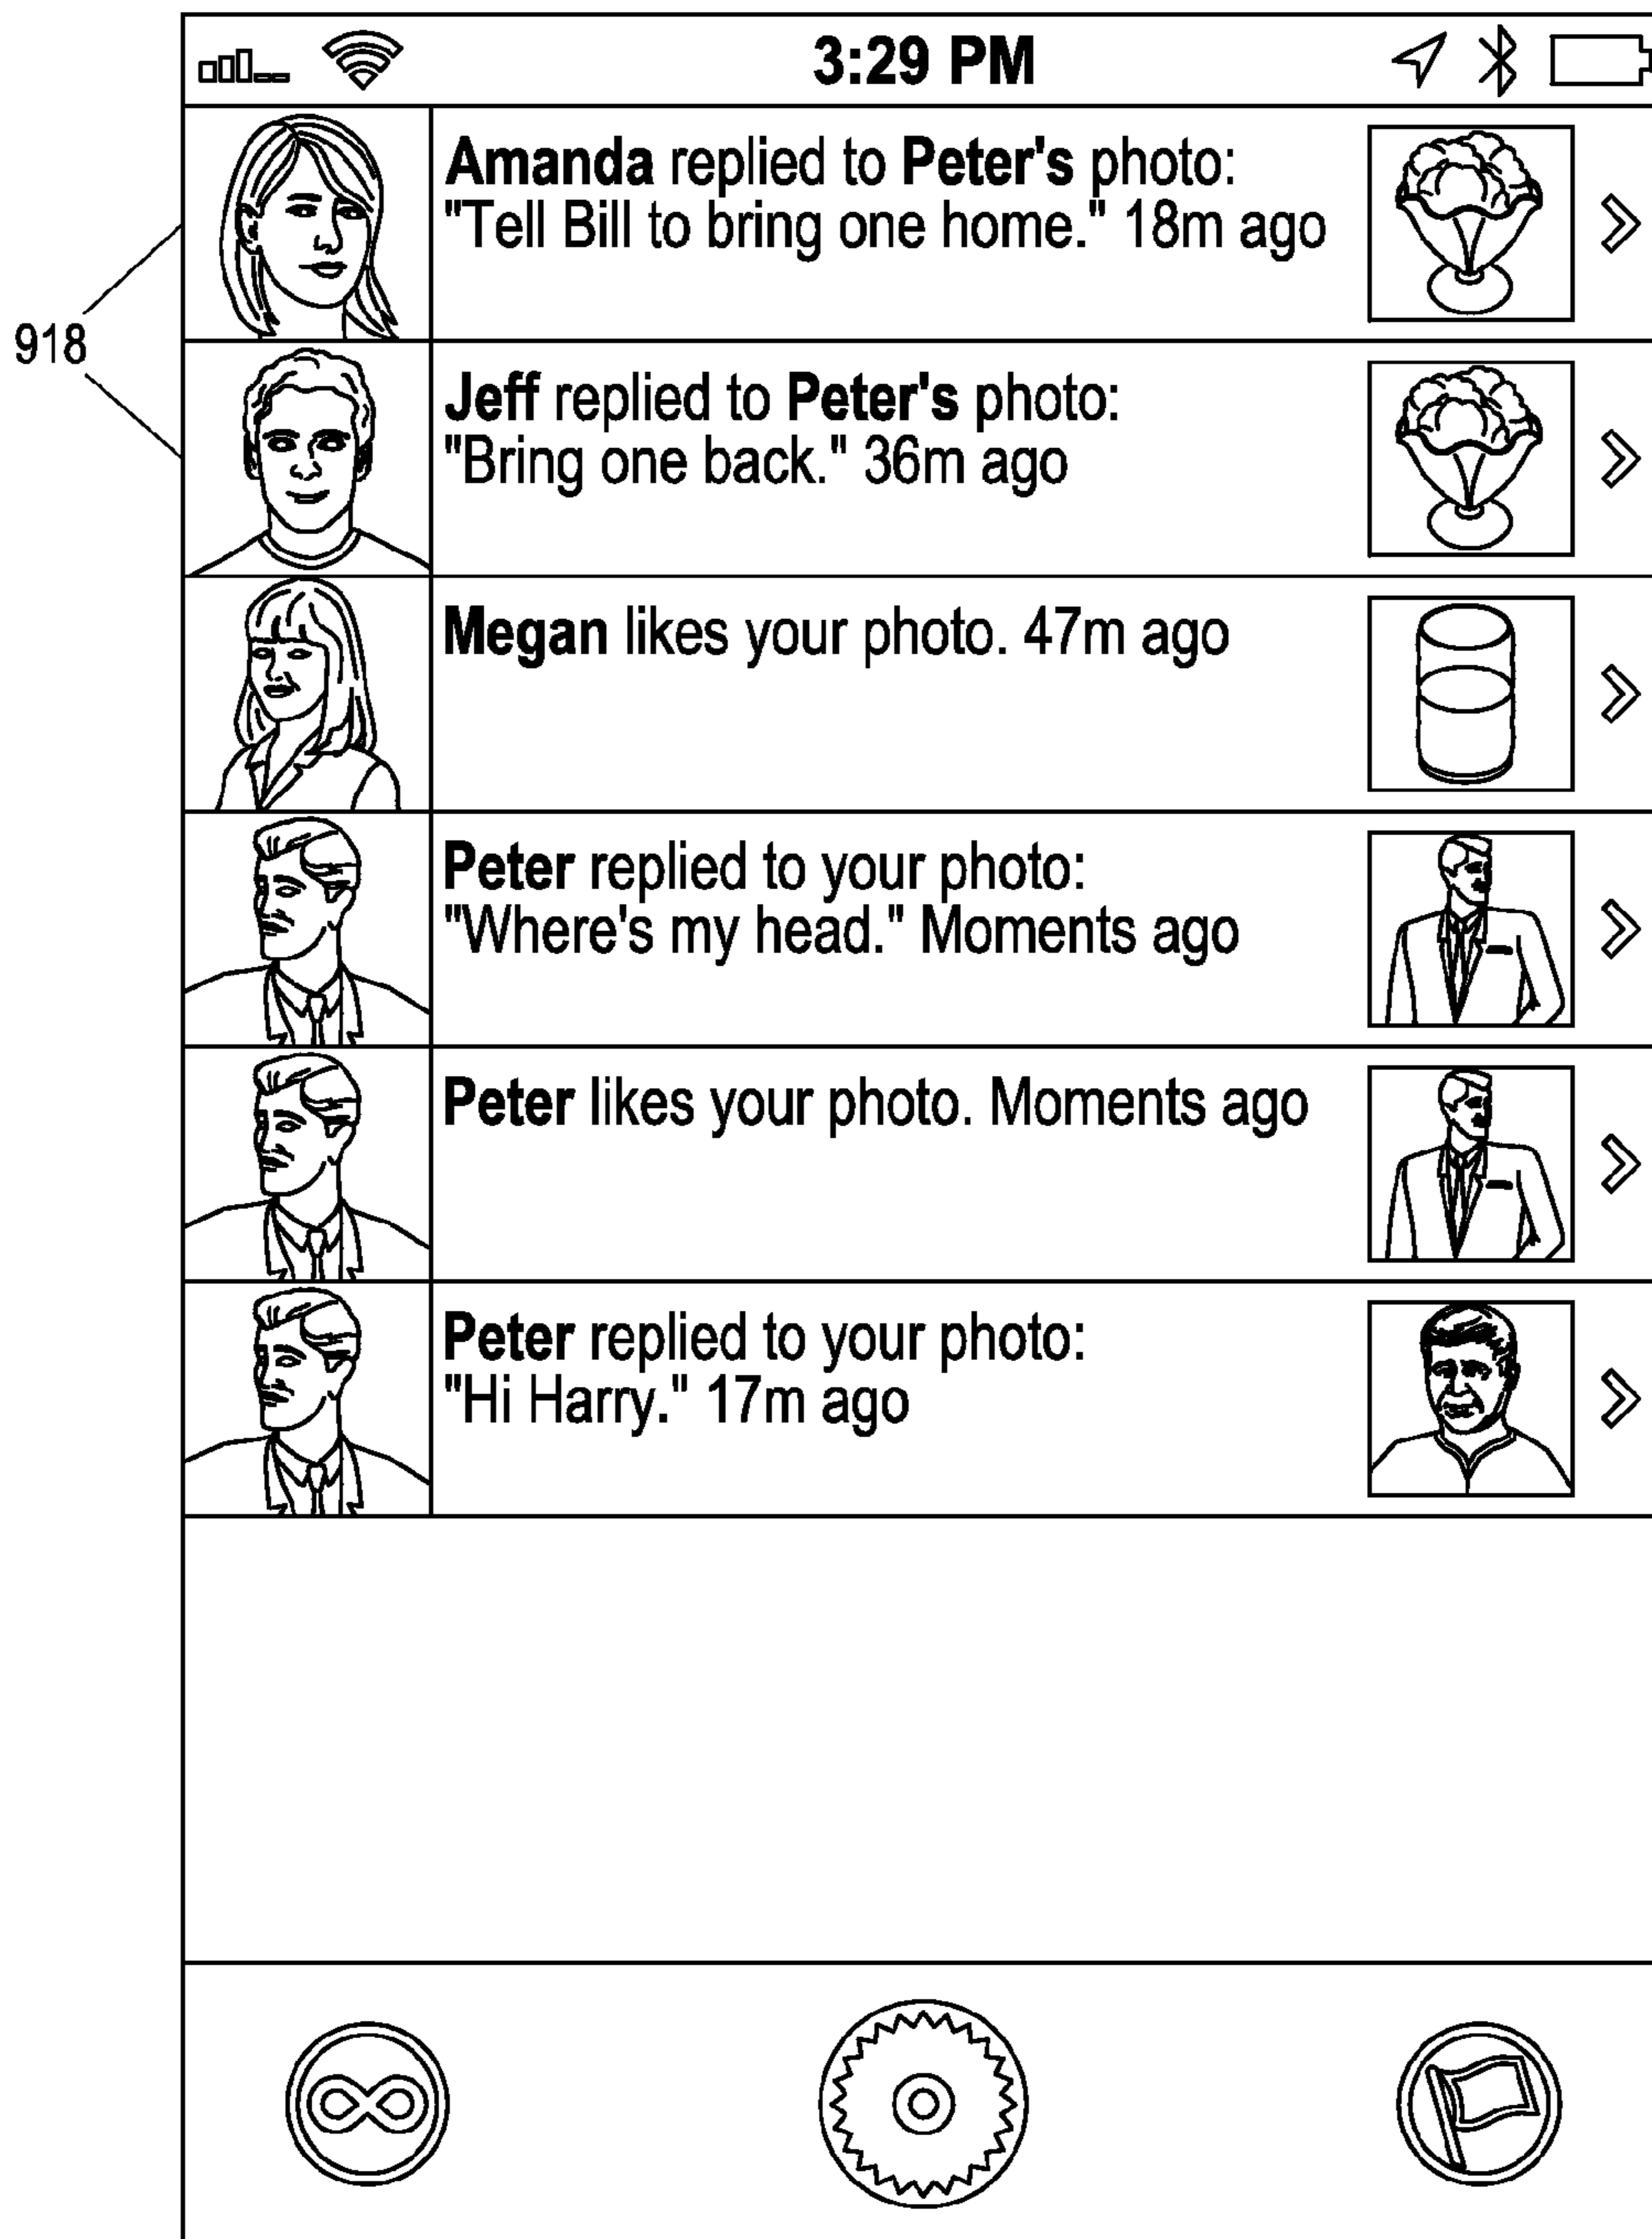 3:29 PM
Amanda replied to Peter's photo:
"Tell Bill to bring one home." 18m ago
918
Jeff replied to Peter's photo:
"Bring one back." 36m ago
Megan likes your photo. 47m ago
Peter replied to your photo:
"Where's my head." Moments ago
Peter likes your photo. Moments ago
Peter replied to your photo:
"Hi Harry." 17m ago